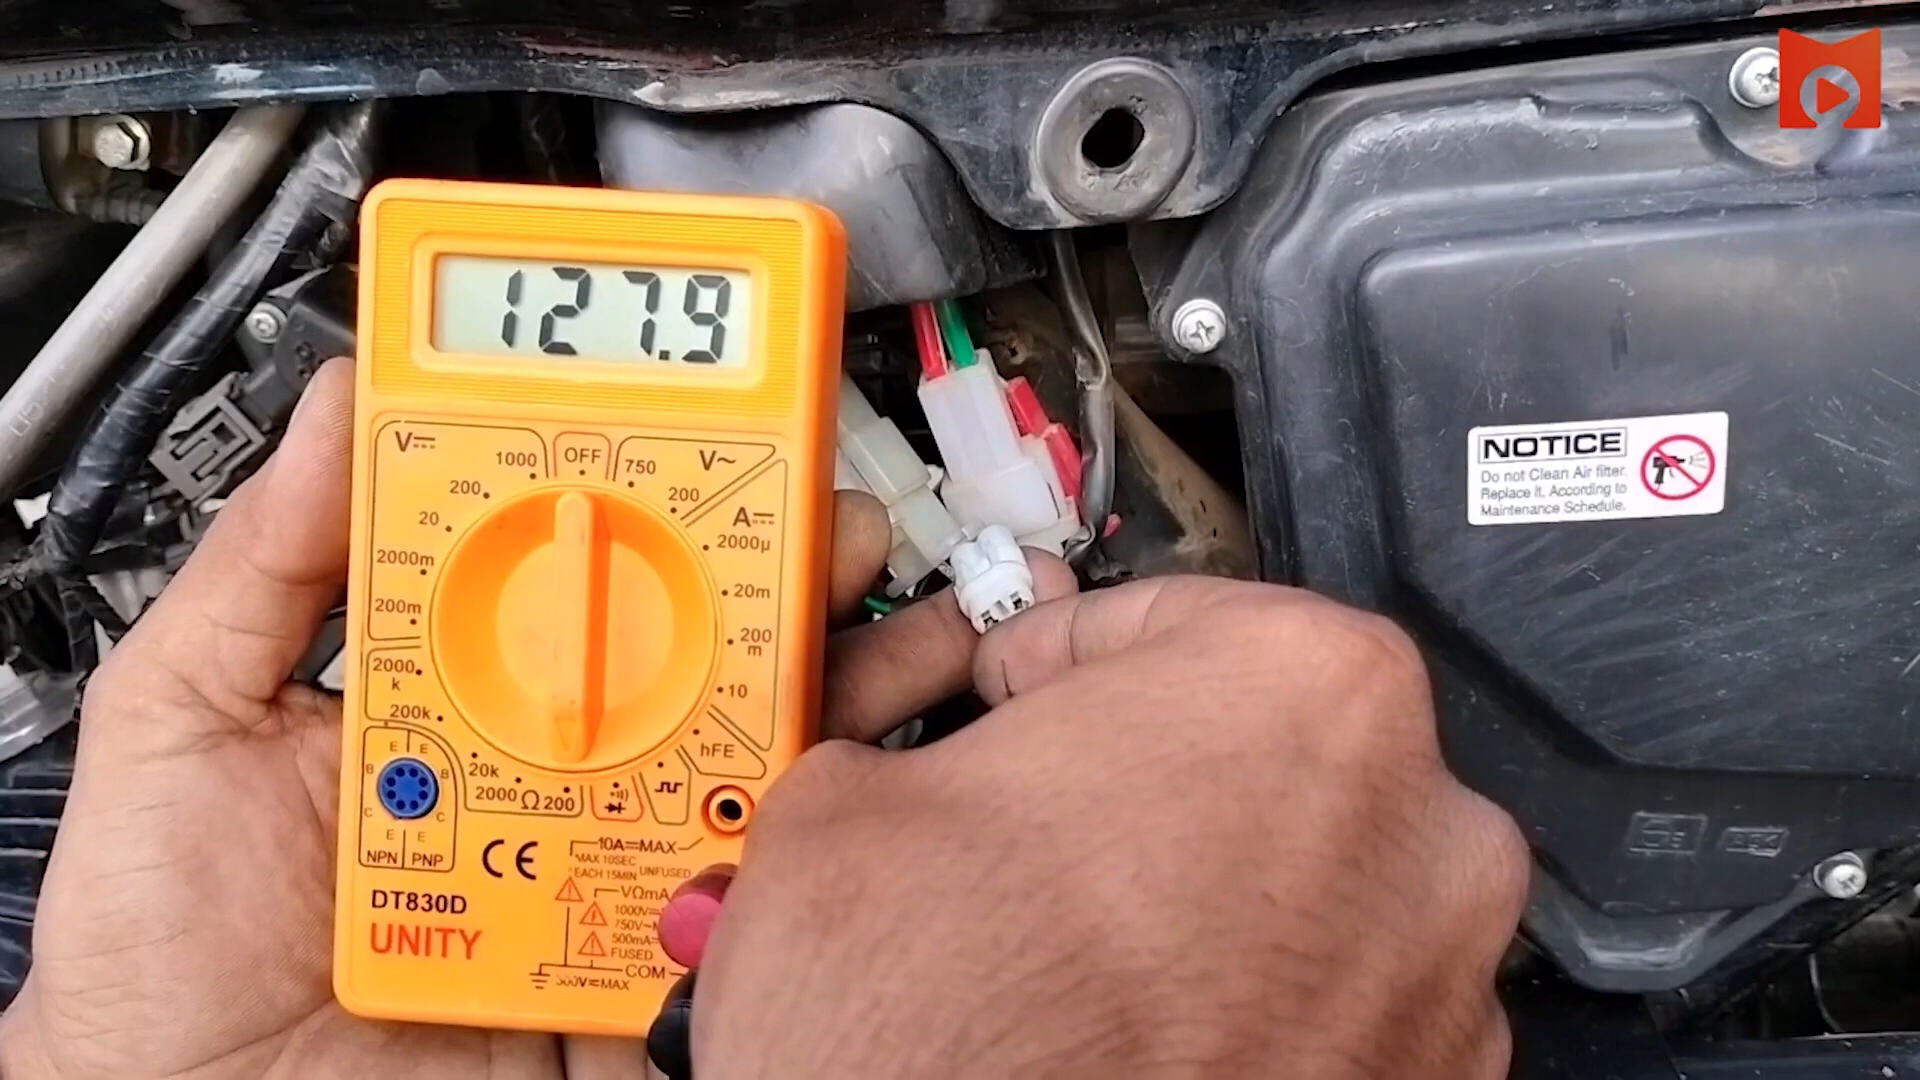 127.9
V⎓
1000
OFF
750
V~
200
200
20
A⎓
2000µ
2000m
20m
200m
200
m
2000
k
10
200k
hFE
20k
2000
Ω
200
E E
B B
C C
E E
NPN PNP
CE
10A⎓MAX
MAX 10SEC
EACH 15MIN UNFUSED
VΩmA
1000V⎓
750V~
500mA⎓
FUSED
COM
500V≂MAX
DT830D
UNITY
NOTICE
Do not Clean Air filter.
Replace It. According to
Maintenance Schedule.